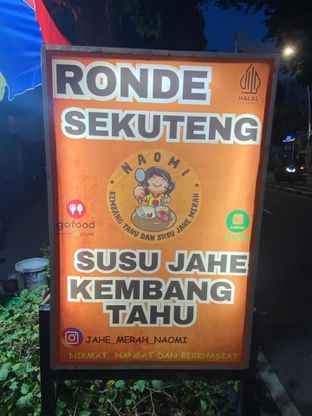 RONDE
HALAL
SEKUTENG
NAOMI
KEMBANG TAHU DAN SUSU JAHE MERAH
gofood
SUSU JAHE
KEMBANG
TAHU
JAHE_MERAH_NAOMI
NIKMAT, HANGAT DAN BERKHASIAT